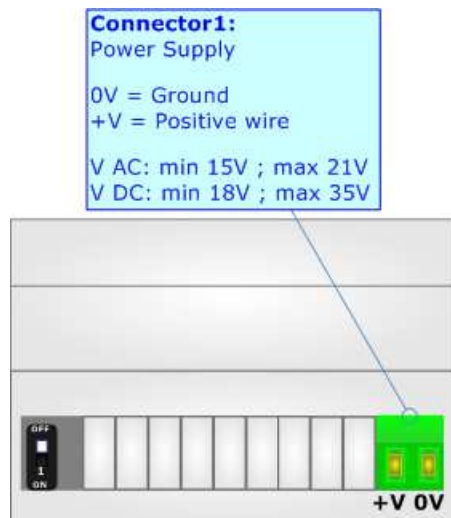 Connector1:
Power Supply
0V = Ground
+V = Positive wire
V AC: min 15V ; max 21V
V DC: min 18V ; max 35V
OFF
1
ON
+V 0V